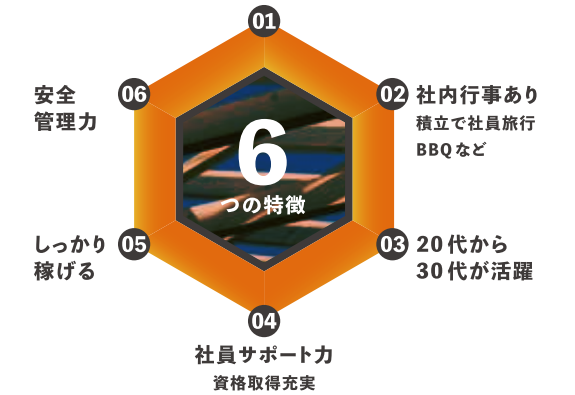 01
02
社内行事あり
積立で社員旅行
BBQなど
03
20代から
30代が活躍
04
社員サポート力
資格取得充実
05
しっかり
稼げる
06
安全
管理力
6
つの特徴